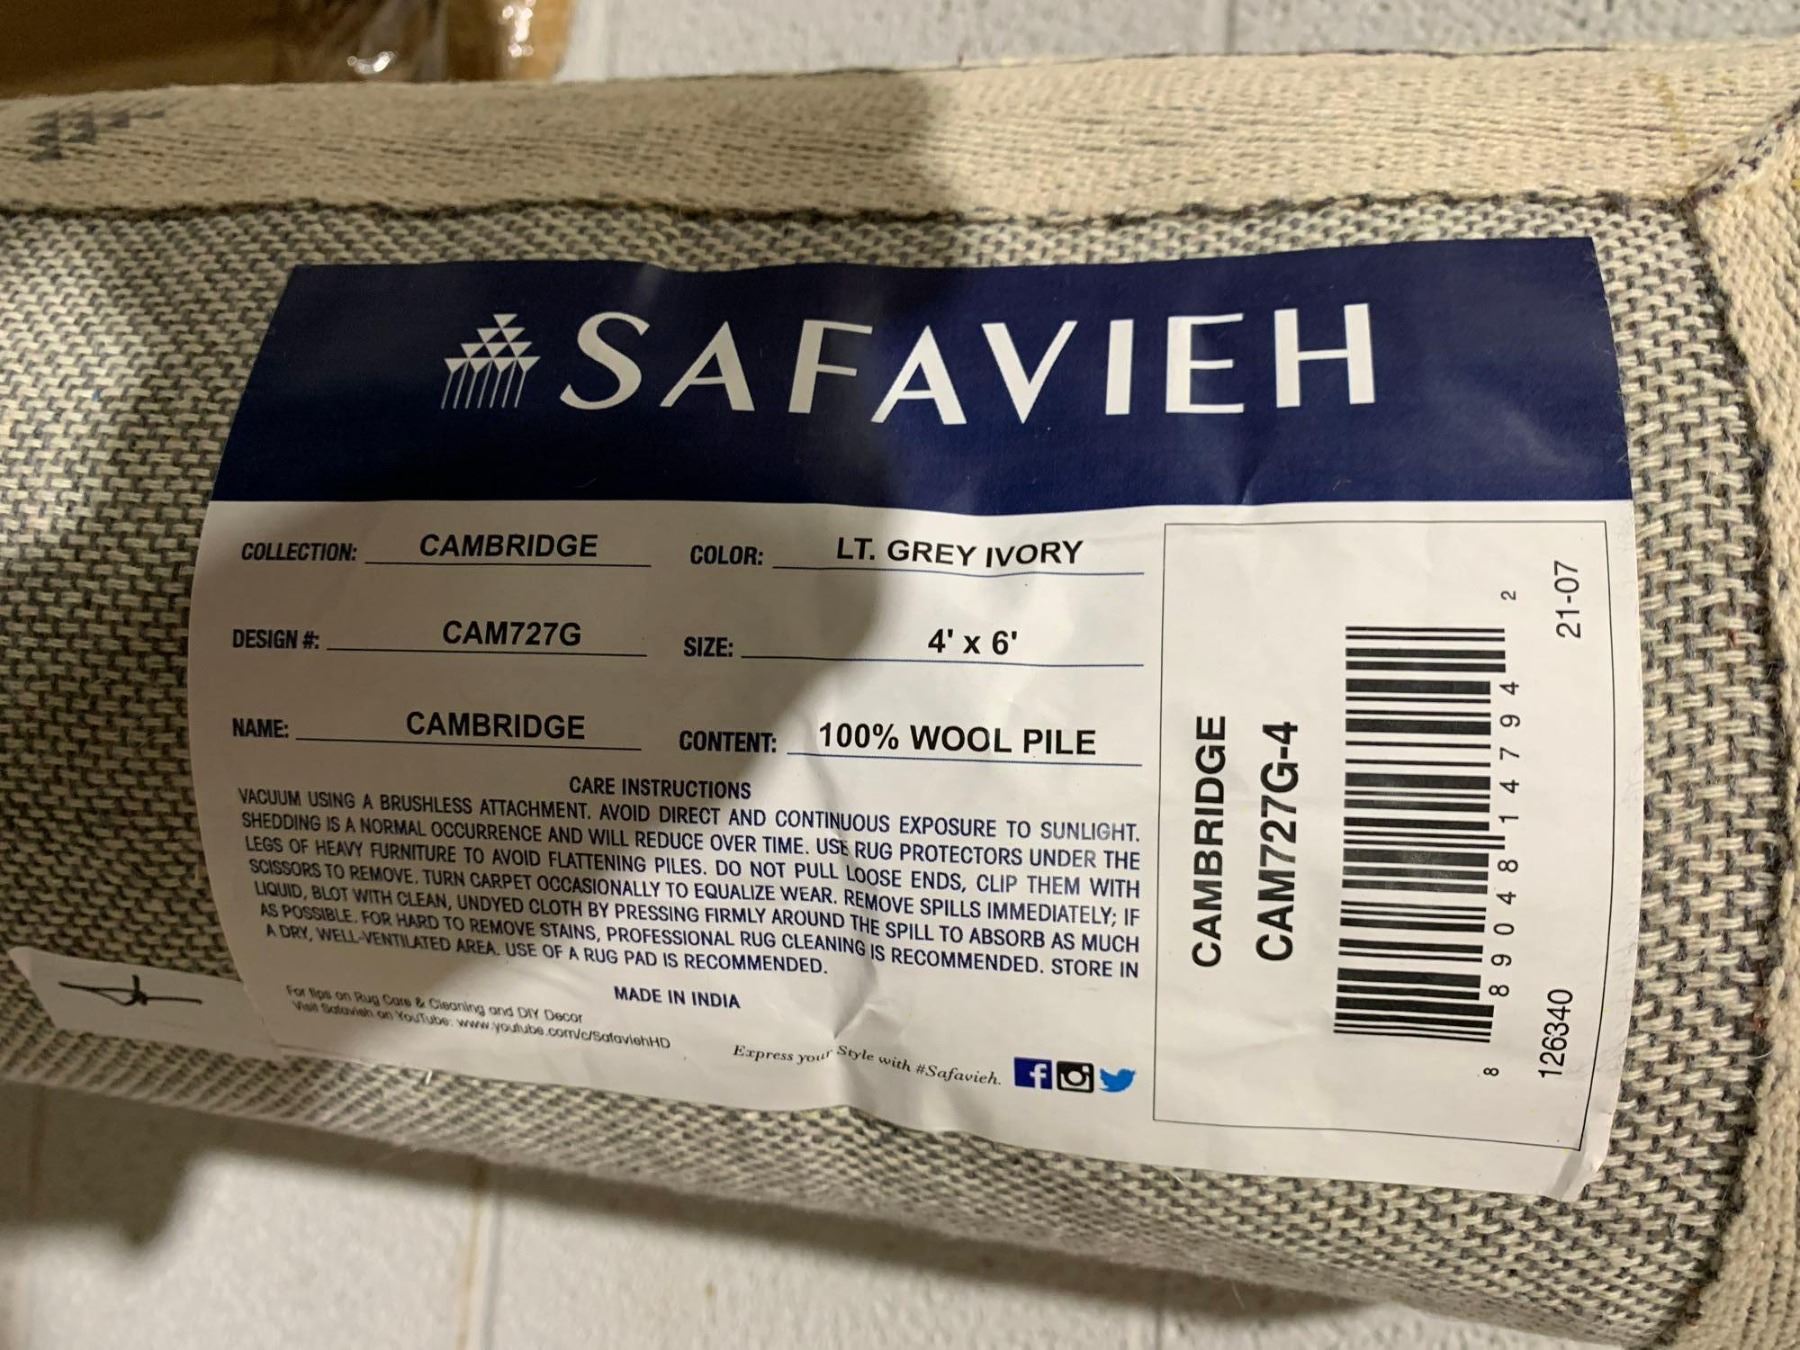 SAFAVIEH
COLLECTION: CAMBRIDGE COLOR: LT. GREY IVORY
DESIGN #: CAM727G SIZE: 4' x 6'
NAME: CAMBRIDGE CONTENT: 100% WOOL PILE
CARE INSTRUCTIONS
VACUUM USING A BRUSHLESS ATTACHMENT. AVOID DIRECT AND CONTINUOUS EXPOSURE TO SUNLIGHT.
SHEDDING IS A NORMAL OCCURRENCE AND WILL REDUCE OVER TIME. USE RUG PROTECTORS UNDER THE
LEGS OF HEAVY FURNITURE TO AVOID FLATTENING PILES. DO NOT PULL LOOSE ENDS, CLIP THEM WITH
SCISSORS TO REMOVE. TURN CARPET OCCASIONALLY TO EQUALIZE WEAR. REMOVE SPILLS IMMEDIATELY; IF
LIQUID, BLOT WITH CLEAN, UNDYED CLOTH BY PRESSING FIRMLY AROUND THE SPILL TO ABSORB AS MUCH
AS POSSIBLE. FOR HARD TO REMOVE STAINS, PROFESSIONAL RUG CLEANING IS RECOMMENDED. STORE IN
A DRY, WELL-VENTILATED AREA. USE OF A RUG PAD IS RECOMMENDED.
MADE IN INDIA
For tips on Rug Care & Cleaning and DIY Decor
Visit Safavieh on YouTube: www.youtube.com/c/SafaviehHD
Express your Style with #Safavieh.
CAMBRIDGE
CAM727G-4
8 89048 14794 2
126340 21-07